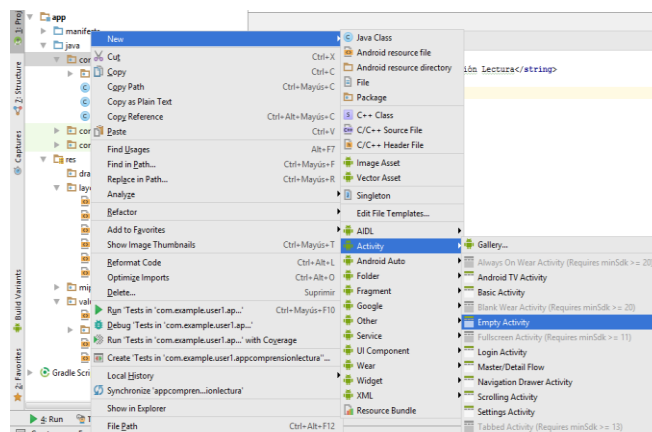 1: Proj
Z: Structure
Captures
Build Variants
2: Favorites
app
manifests
java
res
Gradle Scri
4: Run
New
Cut Ctrl+X
Copy Ctrl+C
Copy Path Ctrl+Mayús+C
Copy as Plain Text
Copy Reference Ctrl+Alt+Mayús+C
Paste Ctrl+V
Find Usages Alt+F7
Find in Path... Ctrl+Mayús+F
Replace in Path... Ctrl+Mayús+R
Analyze
Refactor
Add to Favorites
Show Image Thumbnails Ctrl+Mayús+T
Reformat Code Ctrl+Alt+L
Optimize Imports Ctrl+Alt+O
Delete... Suprimir
Run 'Tests in 'com.example.user1.ap...' Ctrl+Mayús+F10
Debug 'Tests in 'com.example.user1.ap...'
Run 'Tests in 'com.example.user1.ap...' with Coverage
Create 'Tests in 'com.example.user1.appcomprensionlectura''...
Local History
Synchronize 'appcompren...ionlectura'
Show in Explorer
File Path Ctrl+Alt+F12
Java Class
Android resource file
Android resource directory
File
Package
C++ Class
C/C++ Source File
C/C++ Header File
Image Asset
Vector Asset
Singleton
Edit File Templates...
AIDL
Activity
Android Auto
Folder
Fragment
Google
Other
Service
UI Component
Wear
Widget
XML
Resource Bundle
ión Lectura</string>
Gallery...
Always On Wear Activity (Requires minSdk >= 20)
Android TV Activity
Basic Activity
Blank Wear Activity (Requires minSdk >= 20)
Empty Activity
Fullscreen Activity (Requires minSdk >= 11)
Login Activity
Master/Detail Flow
Navigation Drawer Activity
Scrolling Activity
Settings Activity
Tabbed Activity (Requires minSdk >= 13)